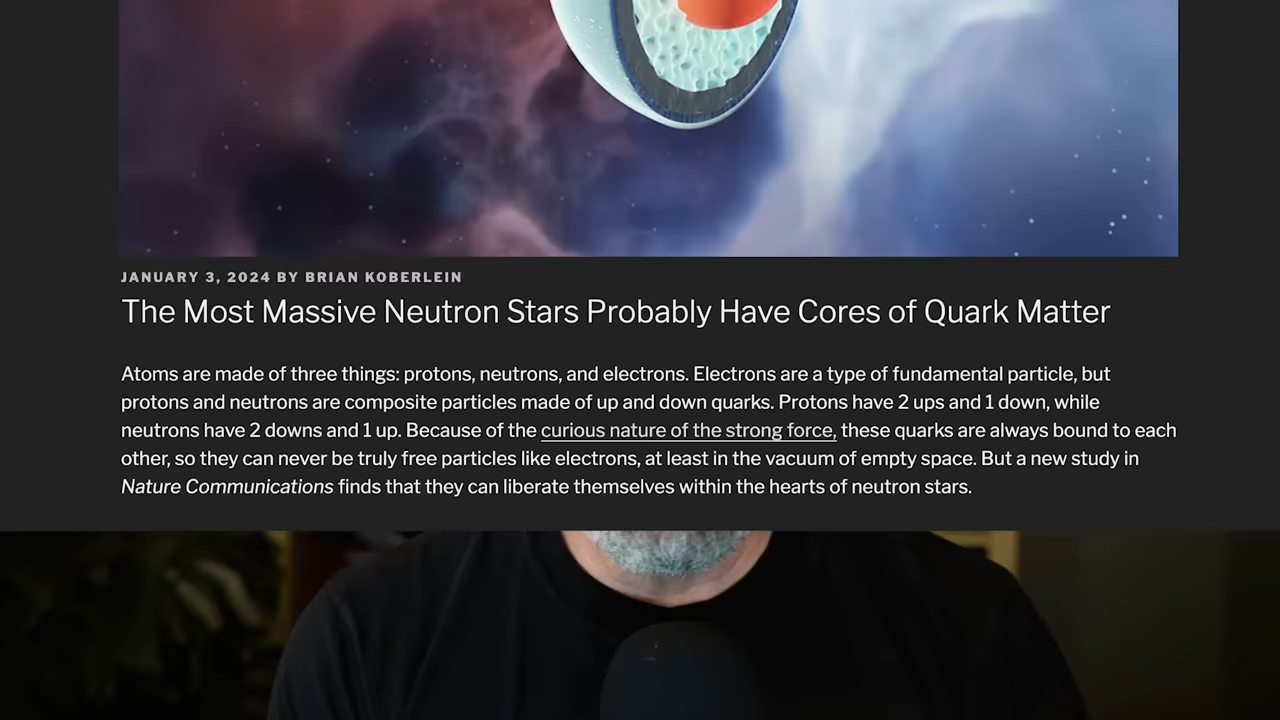 JANUARY 3, 2024 BY BRIAN KOBERLEIN
The Most Massive Neutron Stars Probably Have Cores of Quark Matter
Atoms are made of three things: protons, neutrons, and electrons. Electrons are a type of fundamental particle, but
protons and neutrons are composite particles made of up and down quarks. Protons have 2 ups and 1 down, while
neutrons have 2 downs and 1 up. Because of the curious nature of the strong force, these quarks are always bound to each
other, so they can never be truly free particles like electrons, at least in the vacuum of empty space. But a new study in
Nature Communications finds that they can liberate themselves within the hearts of neutron stars.